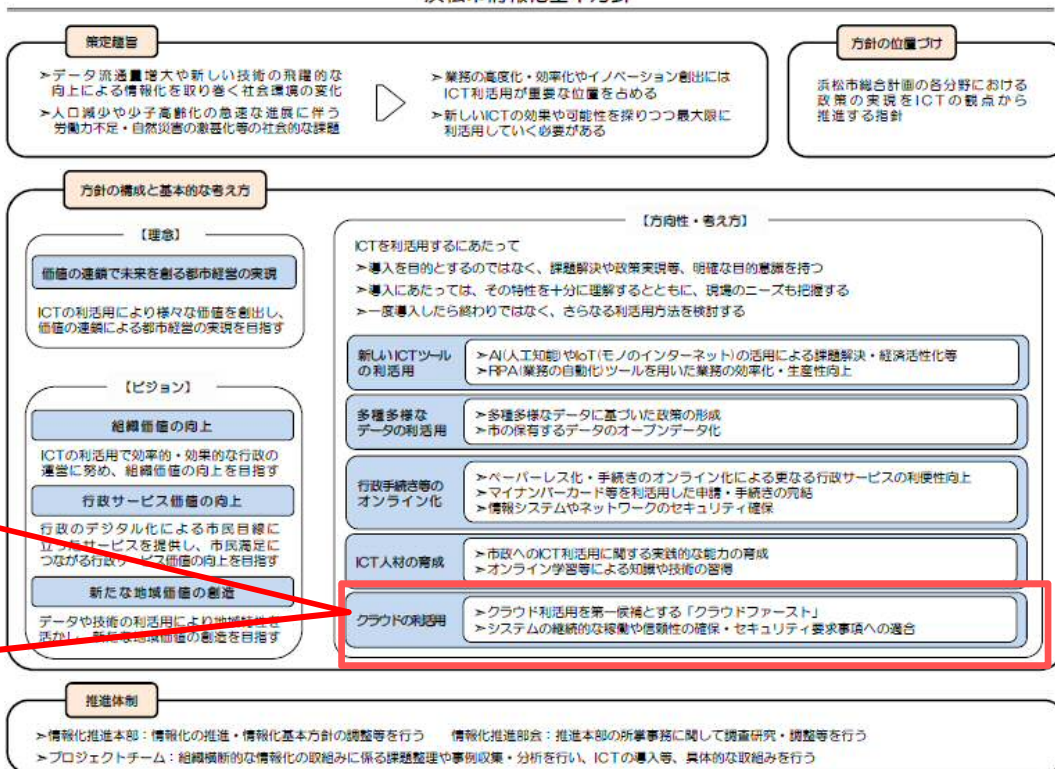 策定趣旨
➢データ流通量増大や新しい技術の飛躍的な
向上による情報化を取り巻く社会環境の変化
➢人口減少や少子高齢化の急速な進展に伴う
労働力不足・自然災害の激甚化等の社会的な課題
➢業務の高度化・効率化やイノベーション創出には
ICT利活用が重要な位置を占める
➢新しいICTの効果や可能性を探りつつ最大限に
利活用していく必要がある
方針の位置づけ
浜松市総合計画の各分野における
政策の実現をICTの観点から
推進する指針
方針の構成と基本的な考え方
【理念】
価値の連鎖で未来を創る都市経営の実現
ICTの利活用により様々な価値を創出し、
価値の連鎖による都市経営の実現を目指す
【ビジョン】
組織価値の向上
ICTの利活用で効率的・効果的な行政の
運営に努め、組織価値の向上を目指す
行政サービス価値の向上
行政のデジタル化による市民目線に
立ったサービスを提供し、市民満足に
つながる行政サービス価値の向上を目指す
新たな地域価値の創造
データや技術の利活用により地域特性を
活かし、新たな地域価値の創造を目指す
【方向性・考え方】
ICTを利活用するにあたって
➢導入を目的とするのではなく、課題解決や政策実現等、明確な目的意識を持つ
➢導入にあたっては、その特性を十分に理解するとともに、現場のニーズも把握する
➢一度導入したら終わりではなく、さらなる利活用方法を検討する
新しいICTツール
の利活用
➢AI(人工知能)やIoT(モノのインターネット)の活用による課題解決・経済活性化等
➢RPA(業務の自動化)ツールを用いた業務の効率化・生産性向上
多種多様な
データの利活用
➢多種多様なデータに基づいた政策の形成
➢市の保有するデータのオープンデータ化
行政手続き等の
オンライン化
➢ペーパーレス化・手続きのオンライン化による更なる行政サービスの利便性向上
➢マイナンバーカード等を利活用した申請・手続きの完結
➢情報システムやネットワークのセキュリティ確保
ICT人材の育成
➢市政へのICT利活用に関する実践的な能力の育成
➢オンライン学習等による知識や技術の習得
クラウドの利活用
➢クラウド利活用を第一候補とする「クラウドファースト」
➢システムの継続的な稼働や信頼性の確保・セキュリティ要求事項への適合
推進体制
➢情報化推進本部：情報化の推進・情報化基本方針の調整等を行う　情報化推進部会：推進本部の所掌事務に関して調査研究・調整等を行う
➢プロジェクトチーム：組織横断的な情報化の取組みに係る課題整理や事例収集・分析を行い、ICTの導入等、具体的な取組みを行う